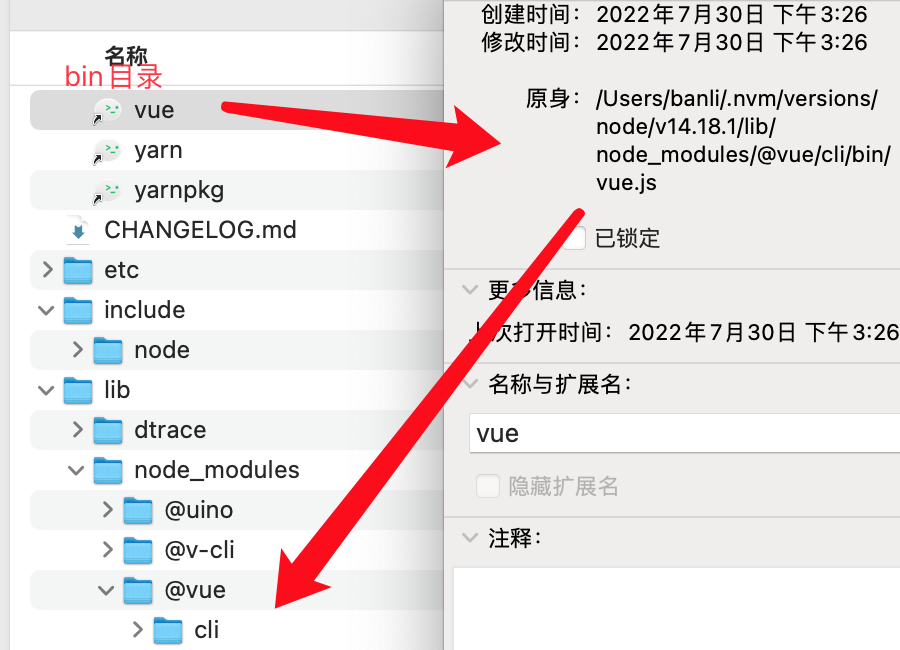 名称
bin目录
vue
yarn
yarnpkg
CHANGELOG.md
etc
include
node
lib
dtrace
node_modules
@uino
@v-cli
@vue
cli
创建时间： 2022年7月30日 下午3:26
修改时间： 2022年7月30日 下午3:26
原身： /Users/banli/.nvm/versions/
node/v14.18.1/lib/
node_modules/@vue/cli/bin/
vue.js
已锁定
更多信息：
上次打开时间： 2022年7月30日 下午3:26
名称与扩展名：
vue
隐藏扩展名
注释：